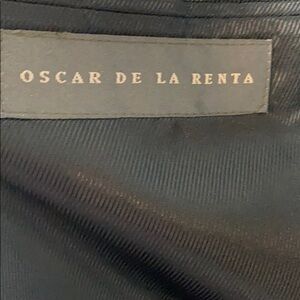 OSCAR DE LA RENTA